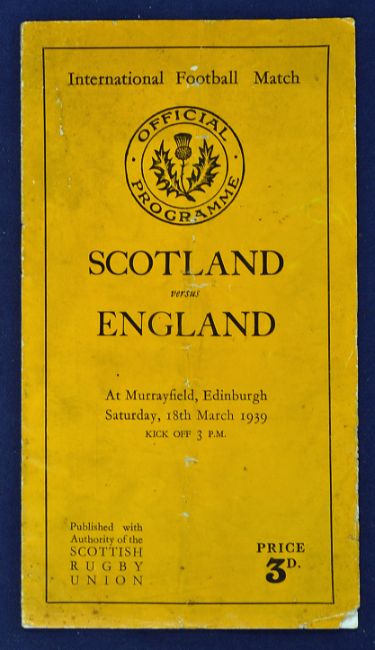 International Football Match
OFFICIAL
PROGRAMME
SCOTLAND
versus
ENGLAND
At Murrayfield, Edinburgh
Saturday, 18th March 1939
KICK OFF 3 P.M.
Published with
Authority of the
SCOTTISH
RUGBY
UNION
PRICE
3D.